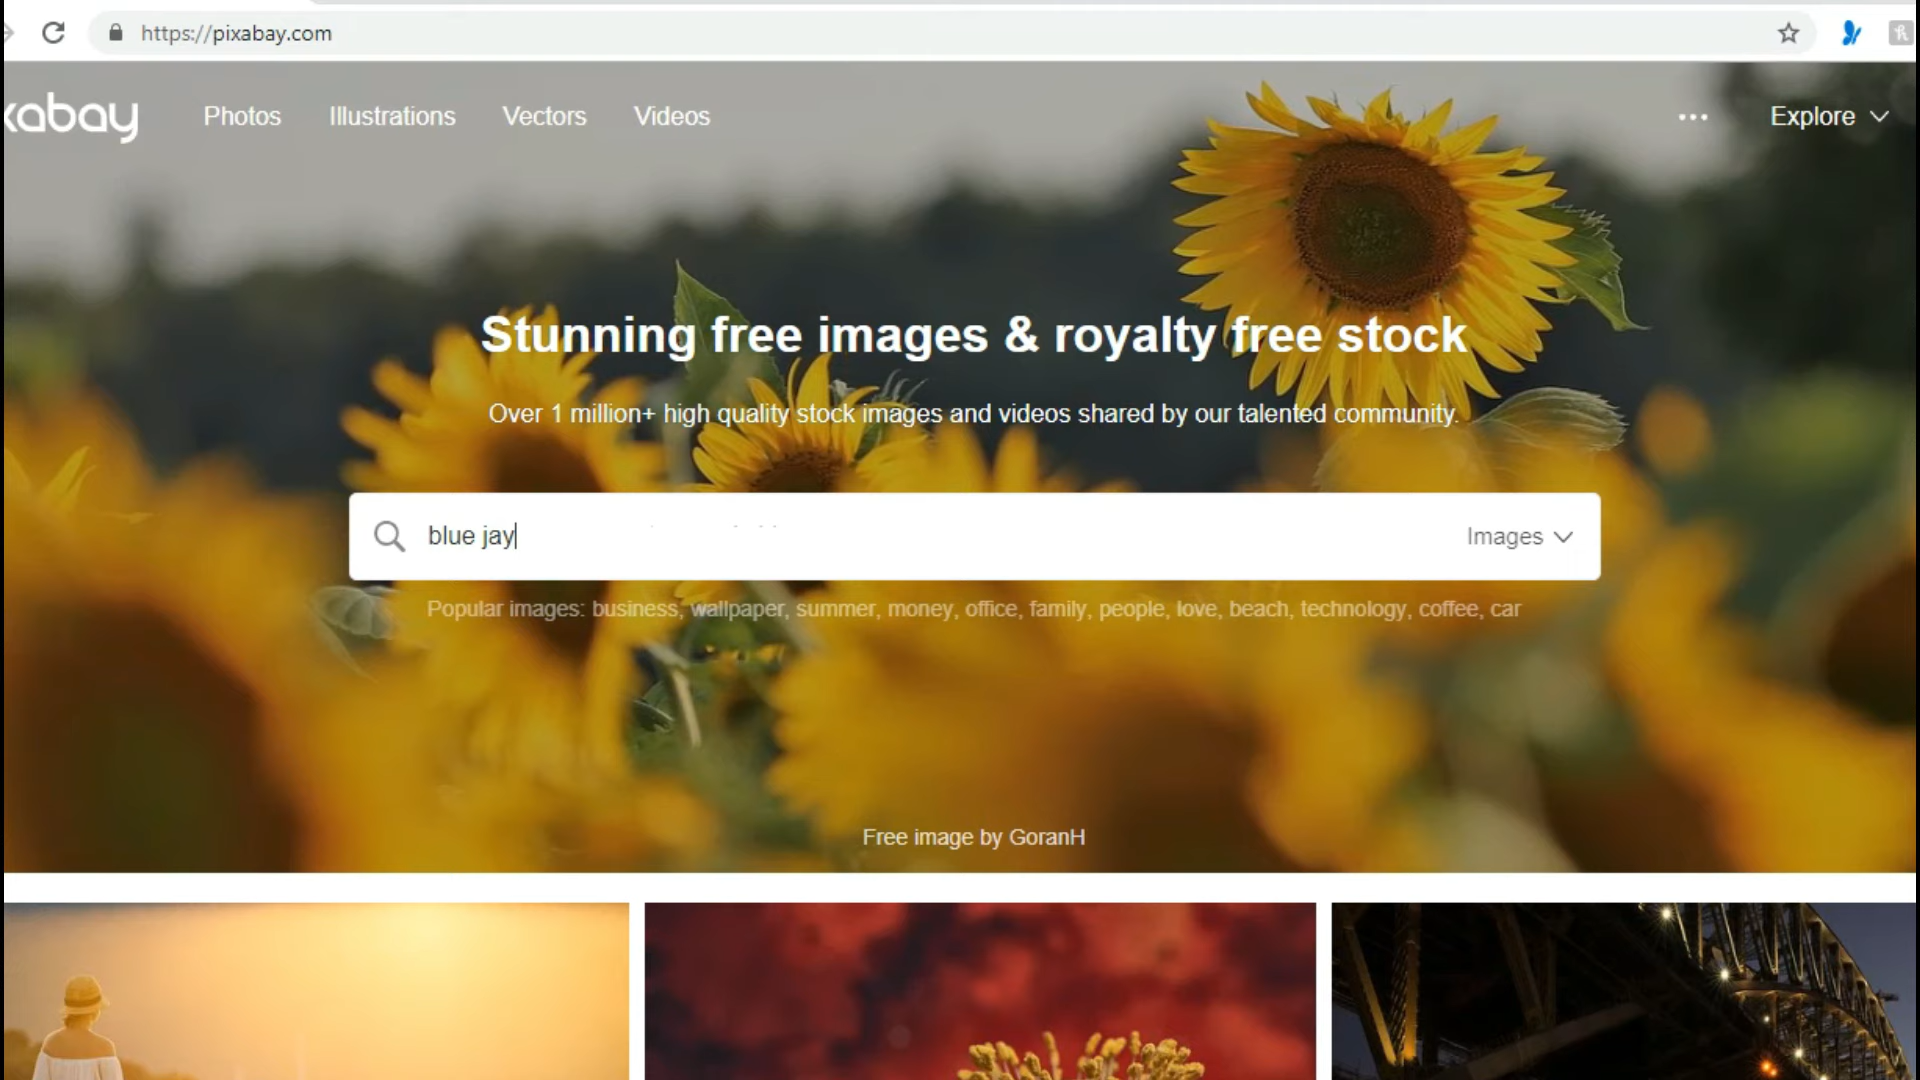 https://pixabay.com
xabay
Photos Illustrations Vectors Videos
Explore
Stunning free images & royalty free stock
Over 1 million+ high quality stock images and videos shared by our talented community.
blue jay
Images
Popular images: business, wallpaper, summer, money, office, family, people, love, beach, technology, coffee, car
Free image by GoranH